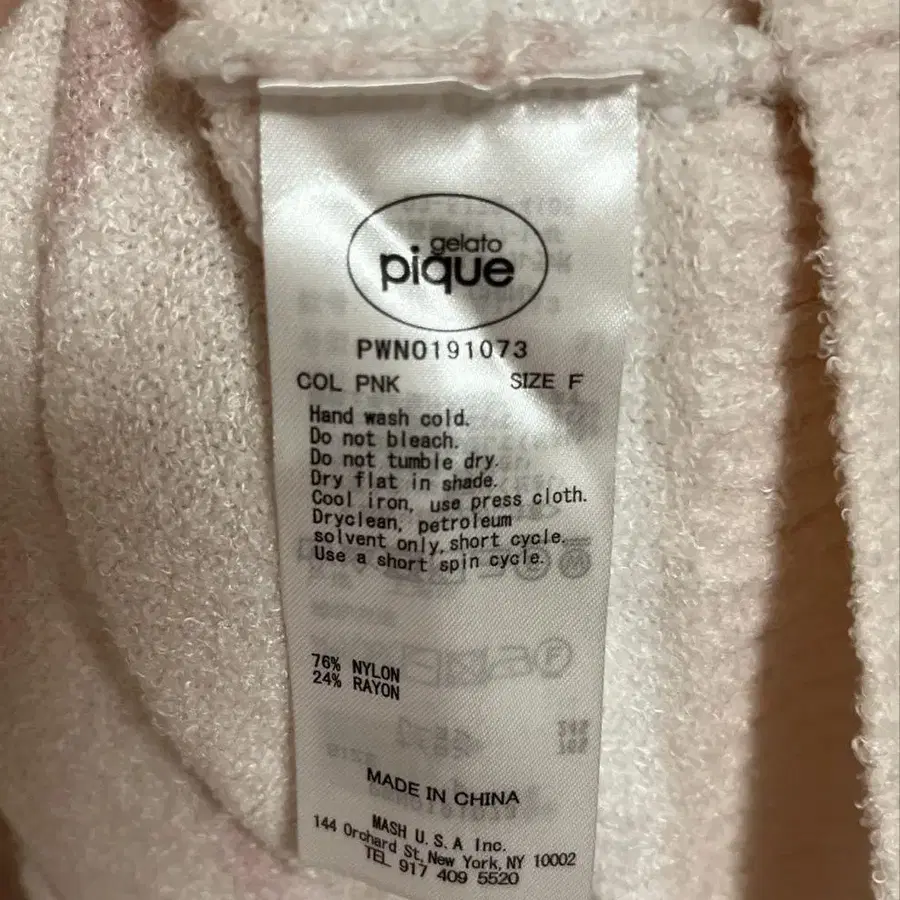 gelato
pique
PWNO191073
COL PNK SIZE F
Hand wash cold.
Do not bleach.
Do not tumble dry.
Dry flat in shade.
Cool iron, use press cloth.
Dryclean, petroleum
solvent only, short cycle.
Use a short spin cycle.
76% NYLON
24% RAYON
MADE IN CHINA
MASH U.S.A Inc.
144 Orchard St, New York, NY 10002
TEL 917 409 5520